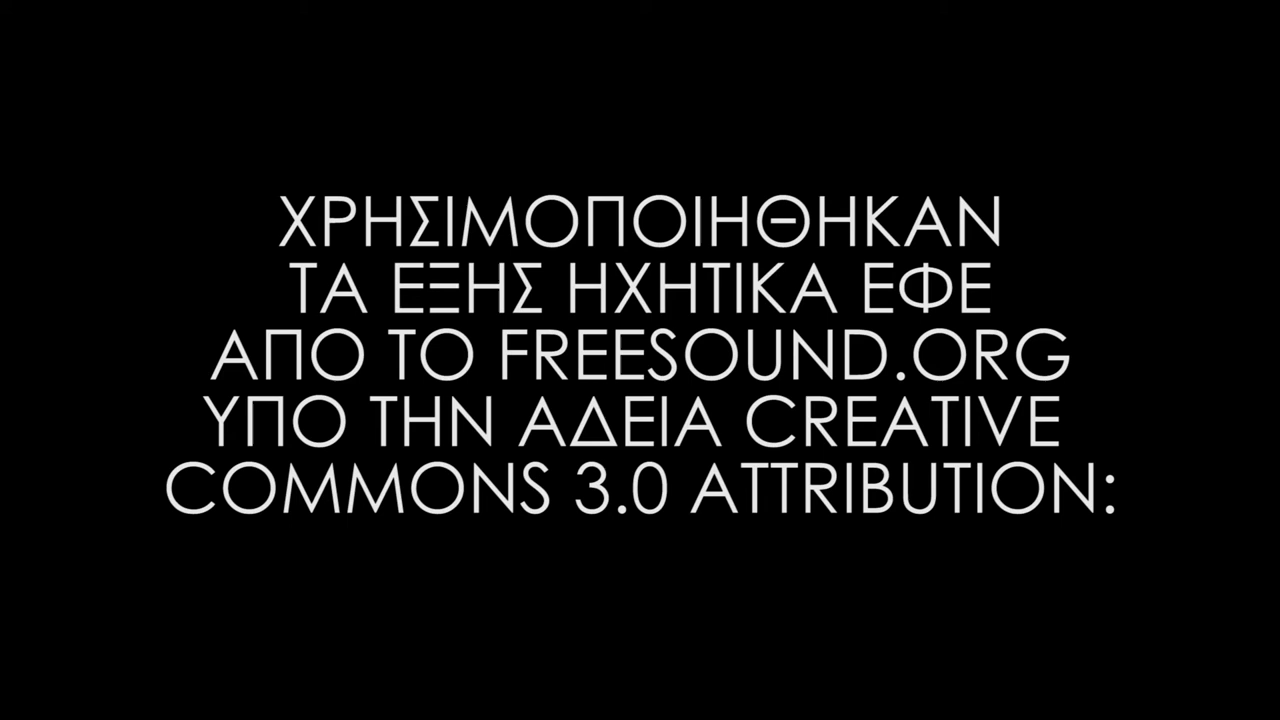 ΧΡΗΣΙΜΟΠΟΙΗΘΗΚΑΝ
ΤΑ ΕΞΗΣ ΗΧΗΤΙΚΑ ΕΦΕ
ΑΠΟ ΤΟ FREESOUND.ORG
ΥΠΟ ΤΗΝ ΑΔΕΙΑ CREATIVE
COMMONS 3.0 ATTRIBUTION: